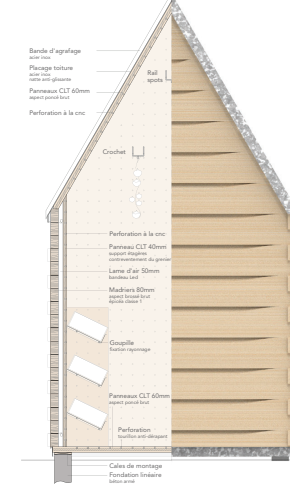 Bande d'agrafage
acier inox
Placage toiture
acier inox
natte anti-glissante
Panneaux CLT 60mm
aspect poncé brut
Perforation à la cnc
Rail
spots
Crochet
Perforation à la cnc
Panneau CLT 40mm
support étagères
contreventement du grenier
Lame d'air 50mm
bandeau Led
Madriers 80mm
aspect brossé brut
épicéa classe 1
Goupille
fixation rayonnage
Panneaux CLT 60mm
aspect poncé brut
Perforation
tourillon anti-dérapant
Cales de montage
Fondation linéaire
béton armé